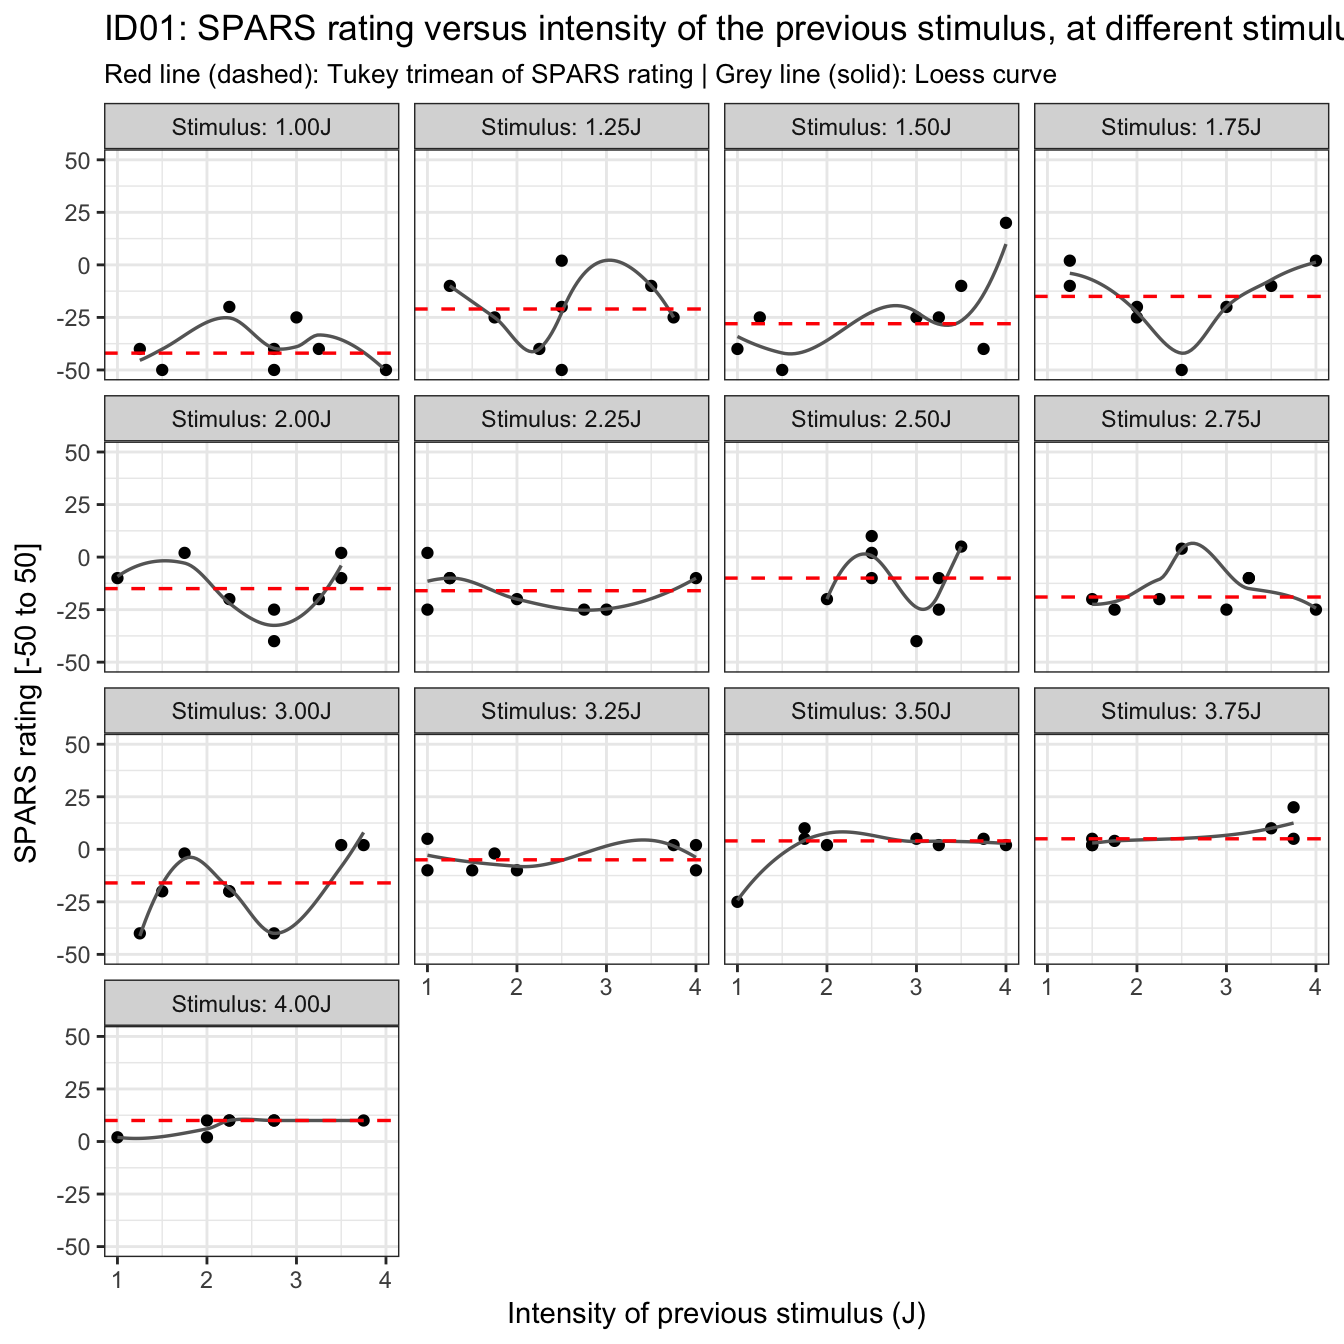 ID01: SPARS rating versus intensity of the previous stimulus, at different
Red line (dashed): Tukey trimean of SPARS rating | Grey line (solid): Loess curve
Stimulus: 1.00J
Stimulus: 1.25J
Stimulus: 1.50J
Stimulus: 1.75J
50
25
0
-25
-50
Stimulus: 2.00J
Stimulus: 2.25J
Stimulus: 2.50J
Stimulus: 2.75J
50
25
0
-25
-50
SPARS rating [-50 to 50]
Stimulus: 3.00J
Stimulus: 3.25J
Stimulus: 3.50J
Stimulus: 3.75J
50
25
0
-25
-50
1 2 3 4
1 2 3 4
1 2 3 4
Stimulus: 4.00J
50
25
0
-25
-50
1 2 3 4
Intensity of previous stimulus (J)